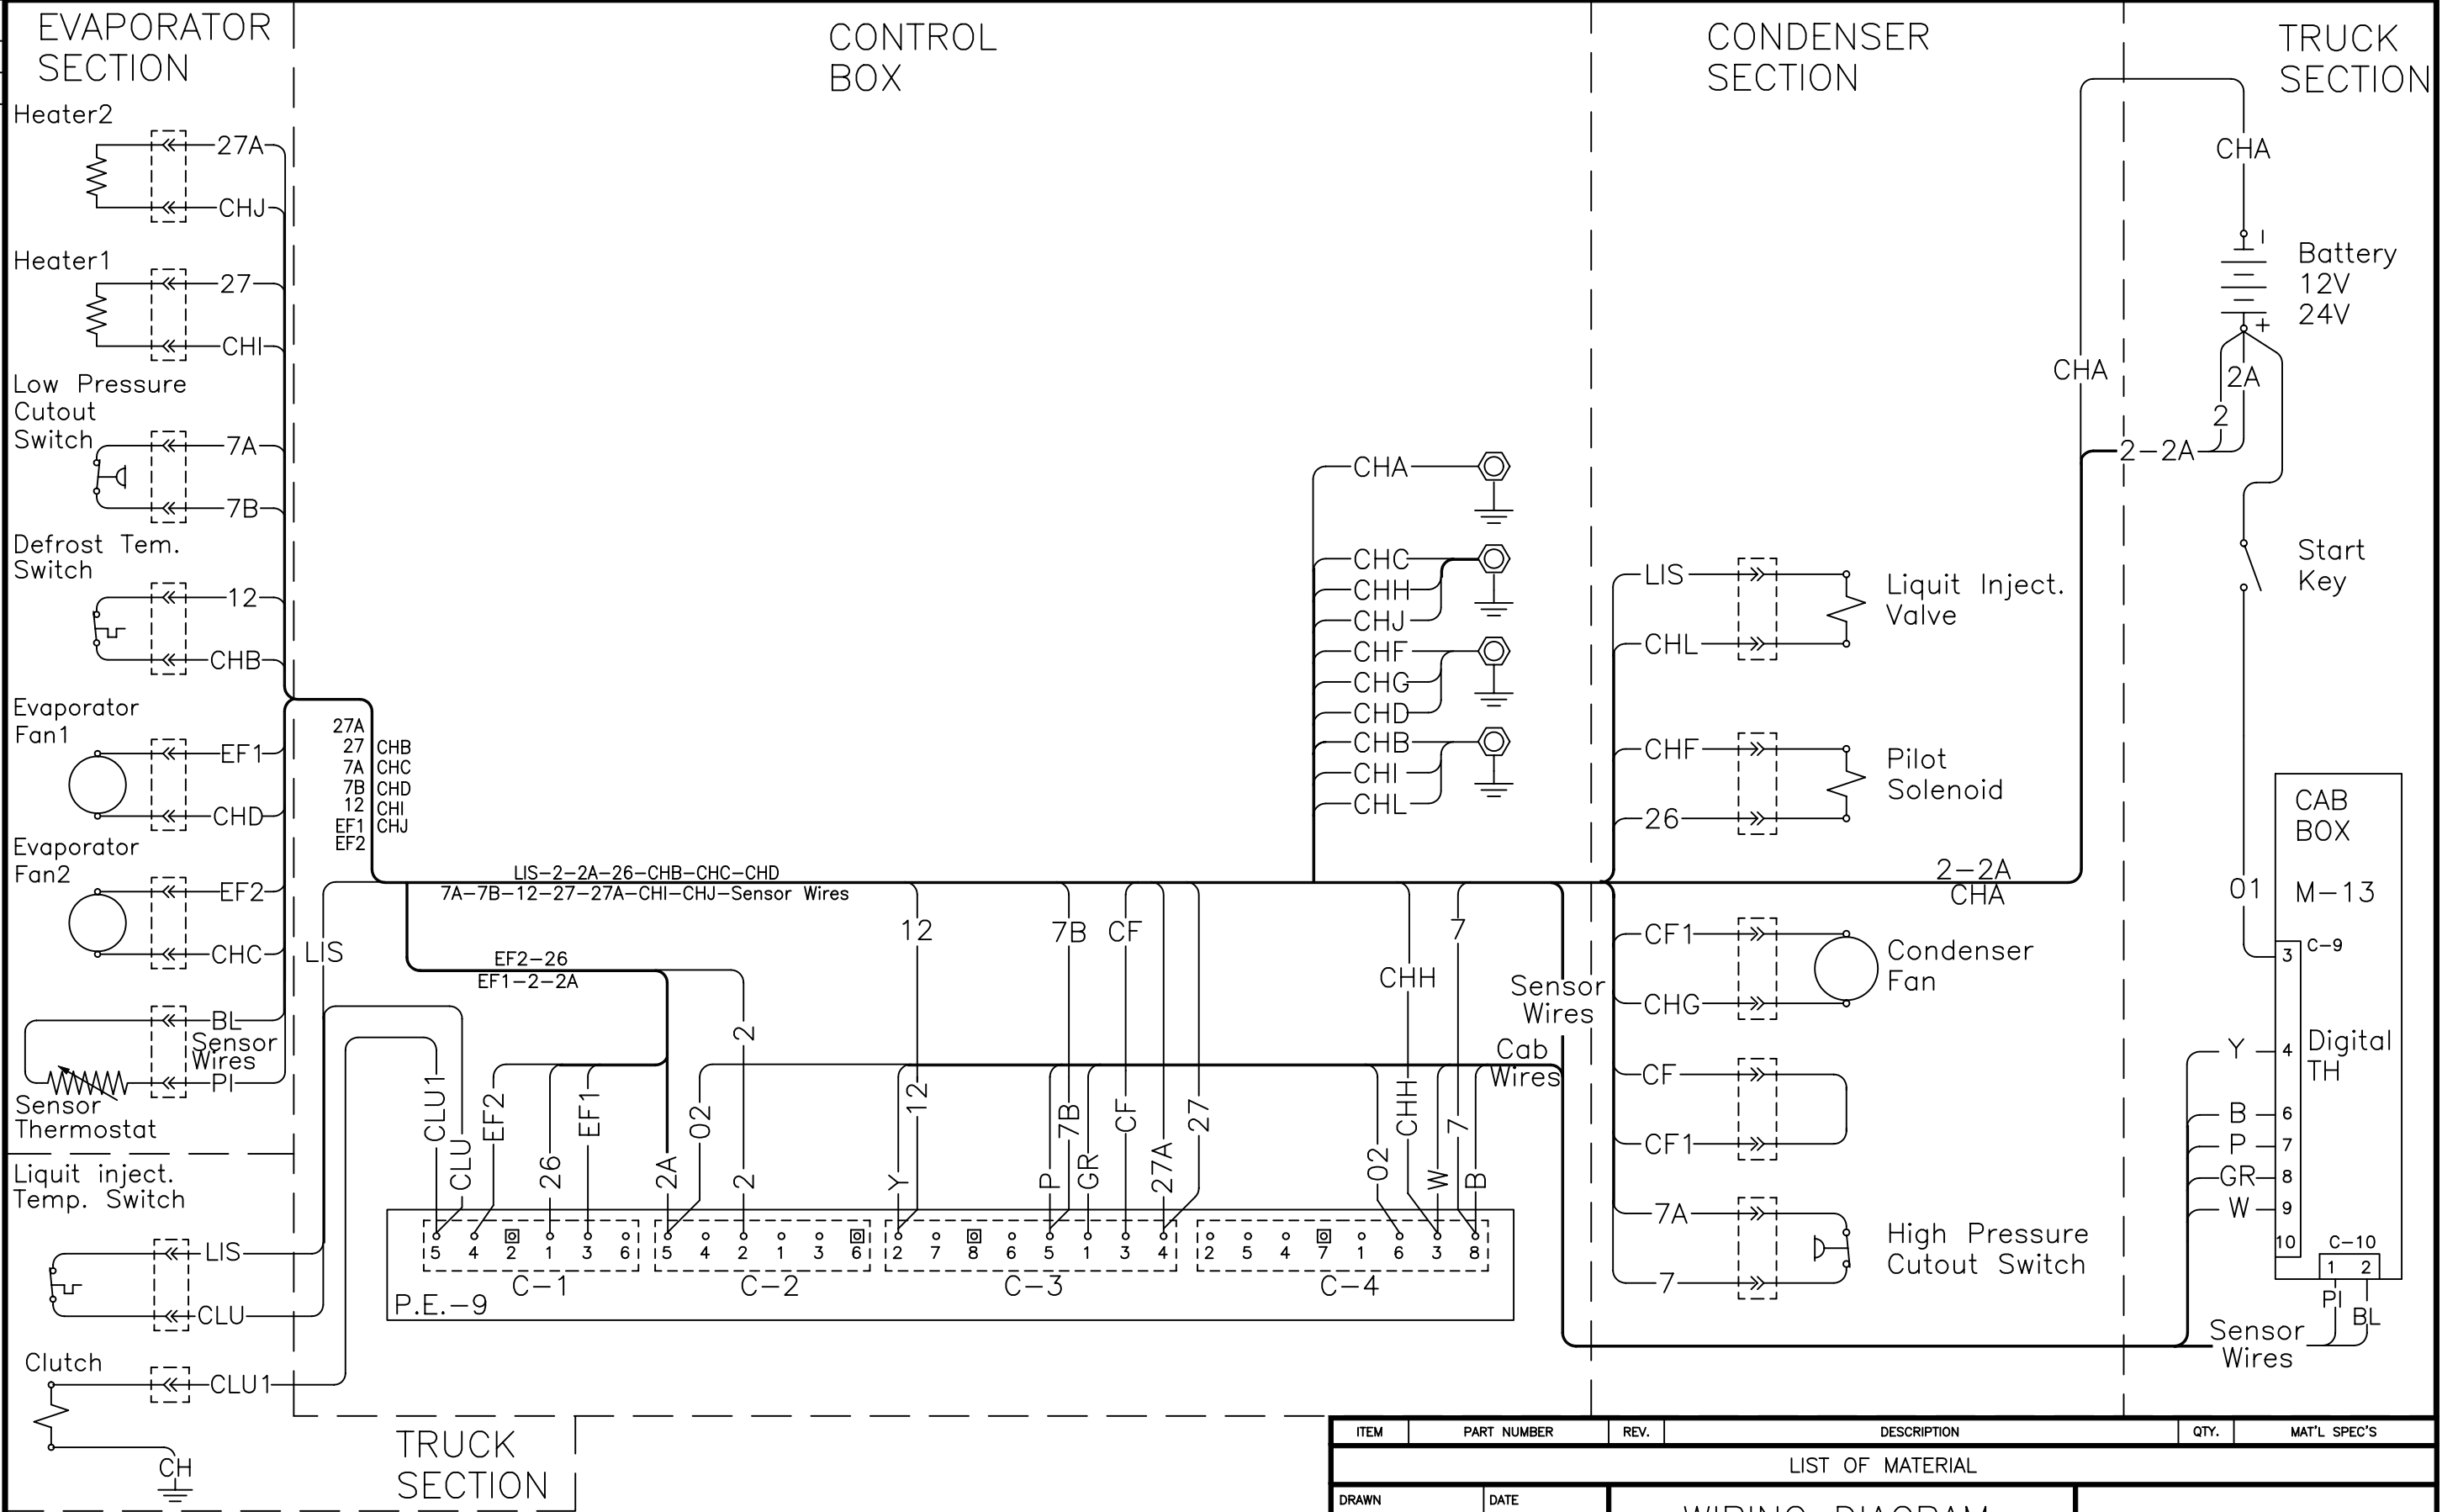 EVAPORATOR
SECTION
CONTROL
BOX
CONDENSER
SECTION
TRUCK
SECTION
Heater2
27A
CHJ
Heater1
27
CHI
Low Pressure
Cutout
Switch
7A
7B
Defrost Tem.
Switch
12
CHB
Evaporator
Fan1
EF1
CHD
Evaporator
Fan2
EF2
CHC
BL
Sensor
Wires
PI
Sensor
Thermostat
Liquit inject.
Temp. Switch
LIS
CLU
Clutch
CLU1
CH
TRUCK
SECTION
27A
27 CHB
7A CHC
7B CHD
12 CHI
EF1 CHJ
EF2
LIS-2-2A-26-CHB-CHC-CHD
7A-7B-12-27-27A-CHI-CHJ-Sensor Wires
LIS
EF2-26
EF1-2-2A
12
7B
CF
CHH
7
Sensor
Wires
Cab
Wires
CLU1
CLU
EF2
26
EF1
2A
02
2
2
Y
12
P
7B
GR
CF
27A
27
02
CHH
W
7
B
5 4 2 1 3 6
C-1
5 4 2 1 3 6
C-2
2 7 8 6 5 1 3 4
C-3
2 5 4 7 1 6 3 8
C-4
P.E.-9
CHA
CHC
CHH
CHJ
CHF
CHG
CHD
CHB
CHI
CHL
LIS
CHL
Liquit Inject.
Valve
CHF
26
Pilot
Solenoid
2-2A
CHA
CF1
CHG
Condenser
Fan
CF
CF1
7A
7
High Pressure
Cutout Switch
CHA
CHA
-
Battery
12V
24V
+
2A
2
2-2A
Start
Key
01
CAB
BOX
M-13
C-9
3
Y 4
Digital
TH
B 6
P 7
GR 8
W 9
10
C-10
1 2
PI
BL
Sensor
Wires
ITEM PART NUMBER REV. DESCRIPTION QTY. MAT'L SPEC'S
LIST OF MATERIAL
DRAWN DATE
WIRING DIAGRAM